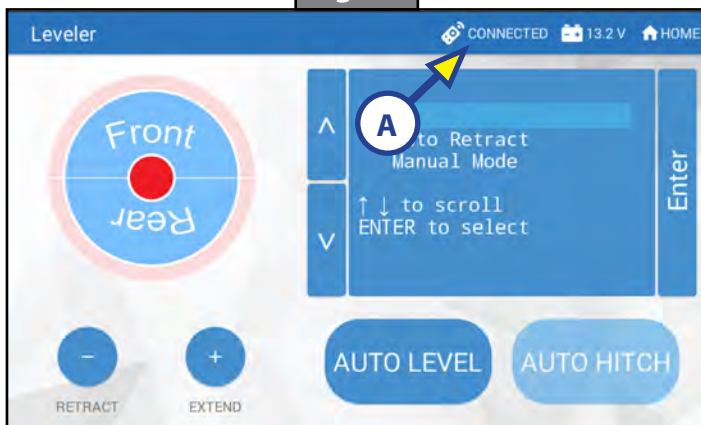 Leveler
CONNECTED 13.2 V HOME
A
Front
Rear
^
v
Retract
Manual Mode
↑ ↓ to scroll
ENTER to select
Enter
− +
RETRACT EXTEND
AUTO LEVEL AUTO HITCH